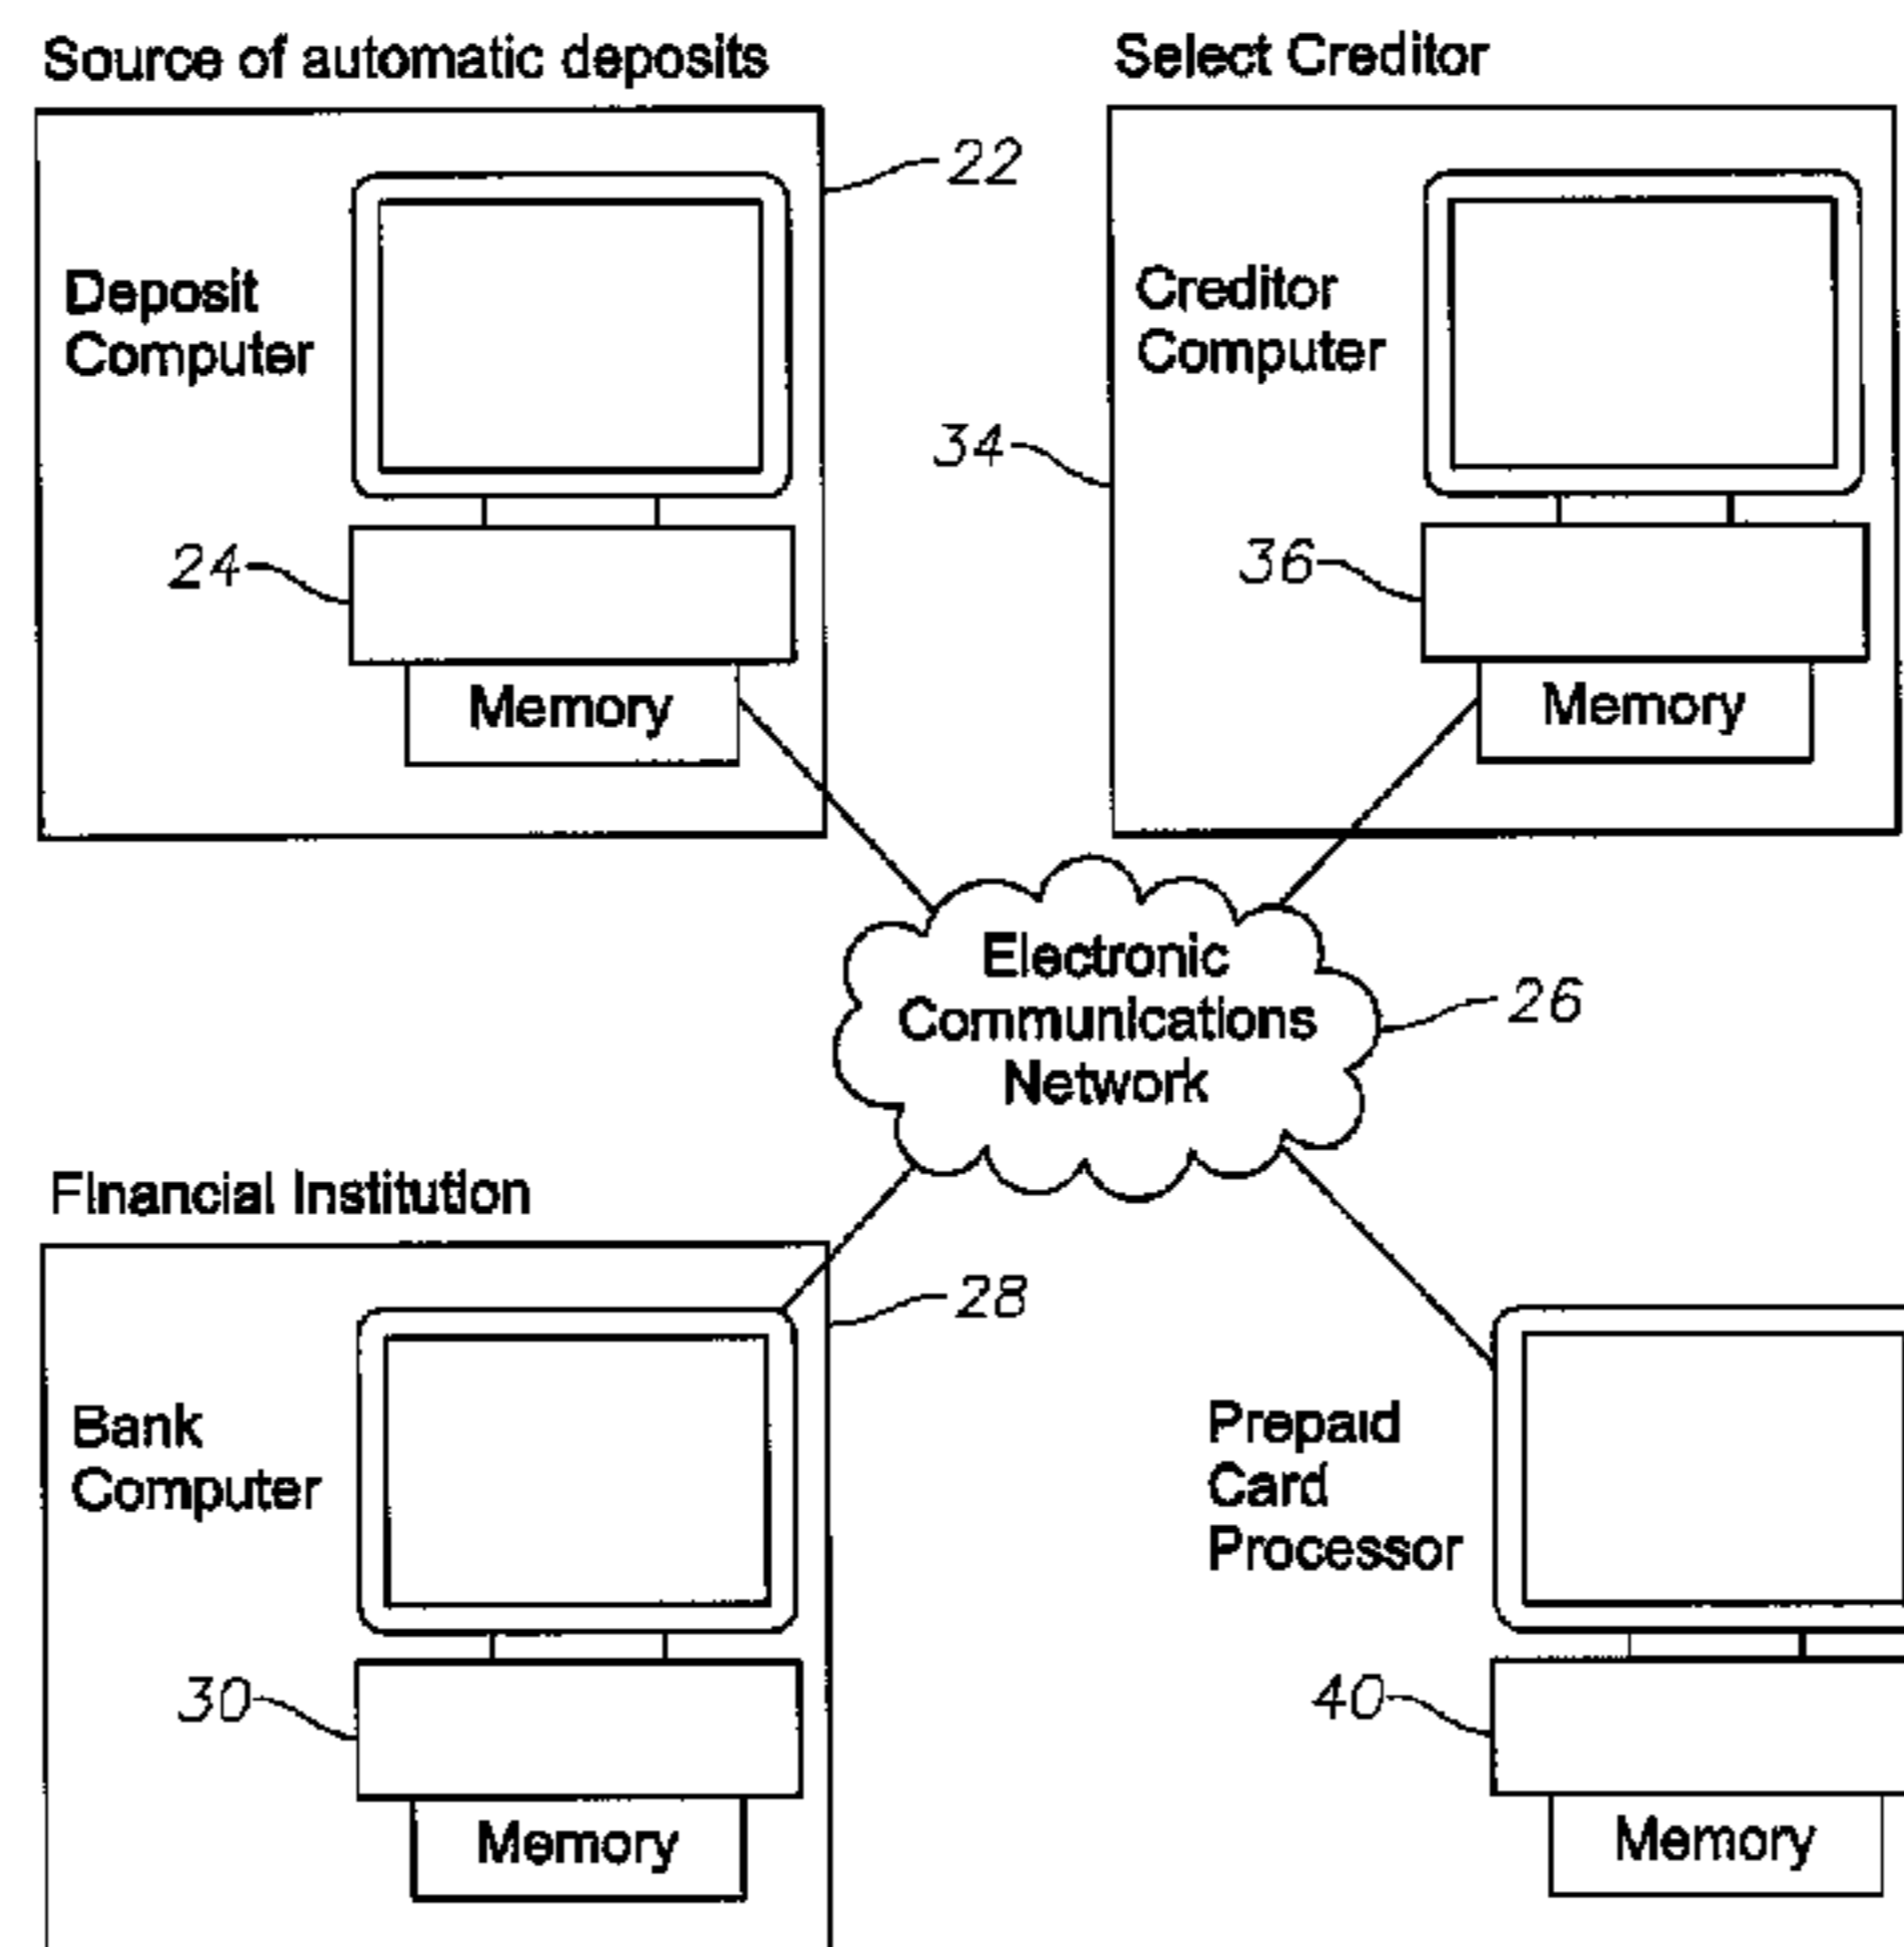 Source of automatic deposits
22
Deposit
Computer
24
Memory
Select Creditor
Creditor
Computer
34
36
Memory
Electronic
Communications
Network
26
Financial Institution
28
Bank
Computer
30
Memory
Prepaid
Card
Processor
40
Memory